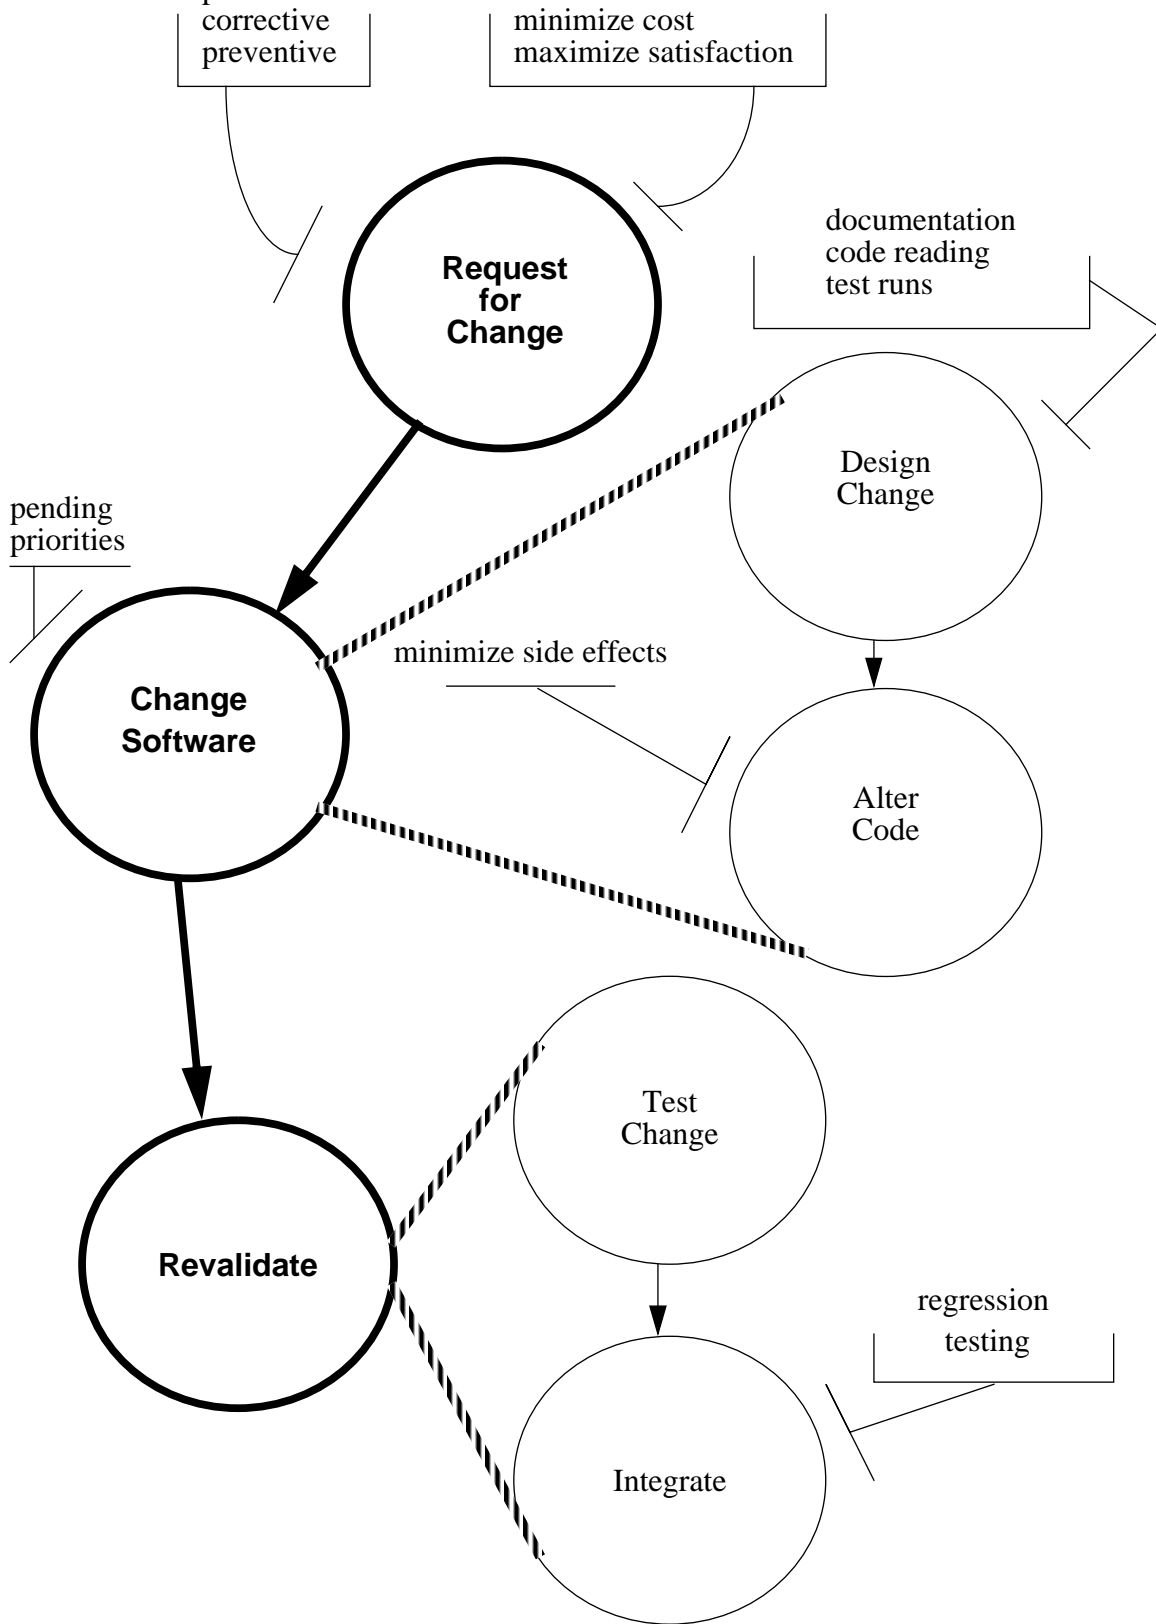 corrective
preventive
minimize cost
maximize satisfaction
Request
for
Change
documentation
code reading
test runs
Design
Change
pending
priorities
minimize side effects
Change
Software
Alter
Code
Test
Change
Revalidate
regression
testing
Integrate